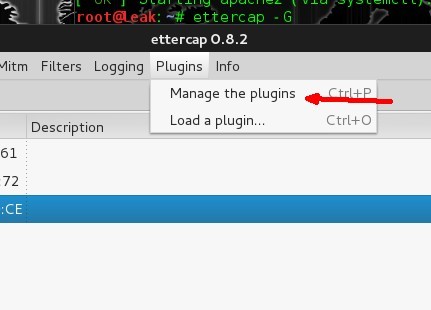 [ OK ] Starting apache2 (via systemctl):
root@leak:~# ettercap -G
ettercap 0.8.2
Mitm Filters Logging Plugins Info
Manage the plugins Ctrl+P
Load a plugin... Ctrl+O
Description
61
:72
:CE